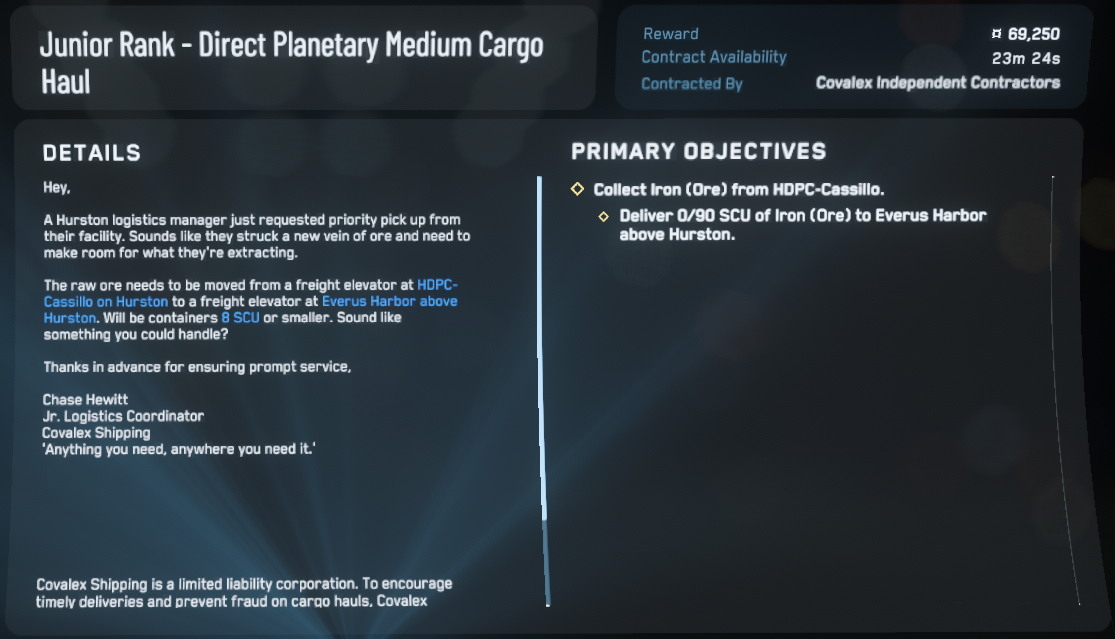 Junior Rank - Direct Planetary Medium Cargo
Haul
Reward
¤ 69,250
Contract Availability
23m 24s
Contracted By
Covalex Independent Contractors
DETAILS
Hey,
A Hurston logistics manager just requested priority pick up from
their facility. Sounds like they struck a new vein of ore and need to
make room for what they're extracting.
The raw ore needs to be moved from a freight elevator at HDPC-
Cassillo on Hurston to a freight elevator at Everus Harbor above
Hurston. Will be containers 8 SCU or smaller. Sound like
something you could handle?
Thanks in advance for ensuring prompt service,
Chase Hewitt
Jr. Logistics Coordinator
Covalex Shipping
'Anything you need, anywhere you need it.'
Covalex Shipping is a limited liability corporation. To encourage
timely deliveries and prevent fraud on cargo hauls, Covalex
PRIMARY OBJECTIVES
Collect Iron (Ore) from HDPC-Cassillo.
Deliver 0/90 SCU of Iron (Ore) to Everus Harbor
above Hurston.